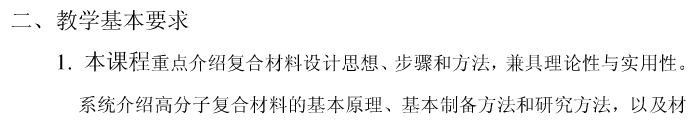 二、教学基本要求
1. 本课程重点介绍复合材料设计思想、步骤和方法，兼具理论性与实用性。
系统介绍高分子复合材料的基本原理、基本制备方法和研究方法，以及材